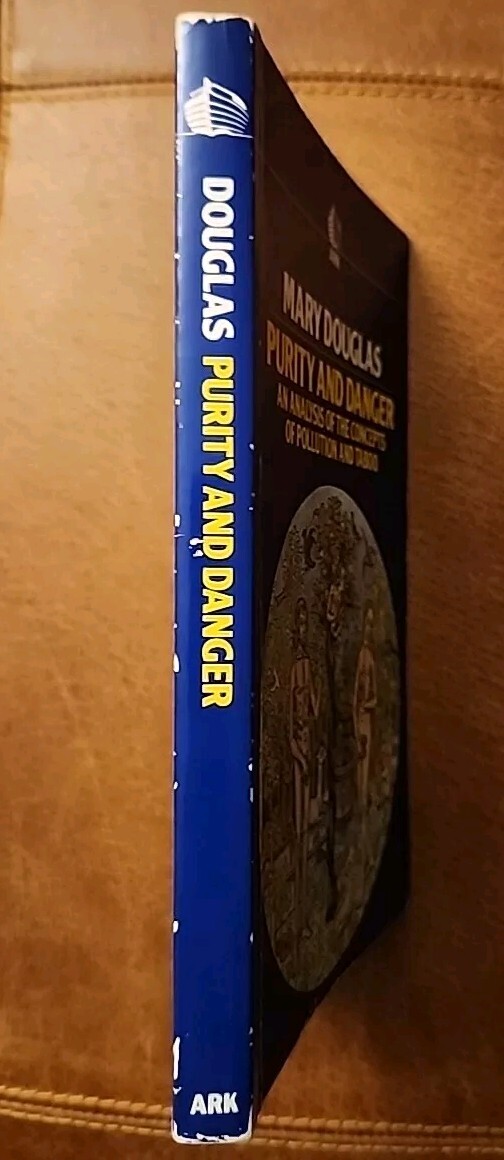 DOUGLAS PURITY AND DANGER
ARK
MARY DOUGLAS
PURITY AND DANGER
AN ANALYSIS OF THE CONCEPTS
OF POLLUTION AND TABOO